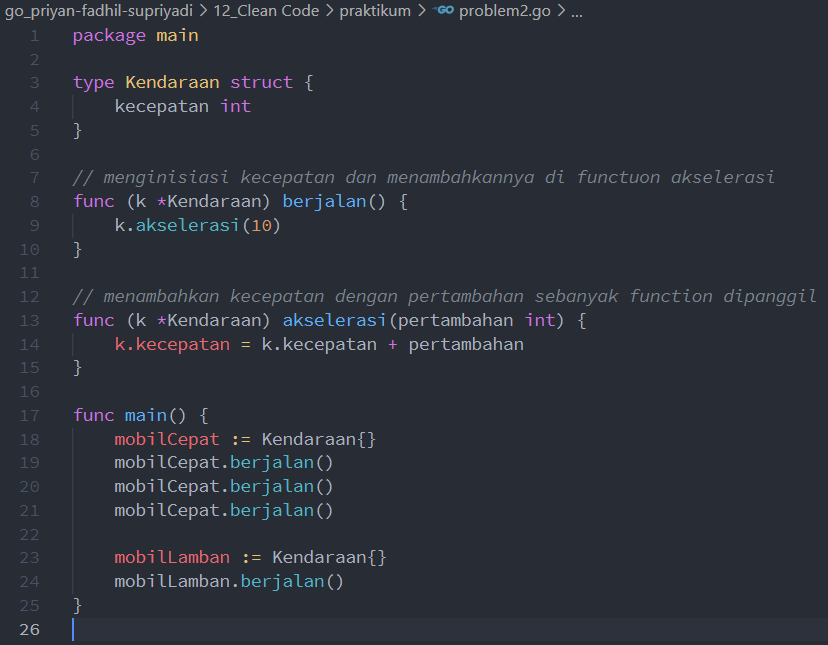 go_priyan-fadhil-supriyadi > 12_Clean Code > praktikum > GO problem2.go > ...
1 package main
2
3 type Kendaraan struct {
4     kecepatan int
5 }
6
7 // menginisiasi kecepatan dan menambahkannya di functuon akselerasi
8 func (k *Kendaraan) berjalan() {
9     k.akselerasi(10)
10 }
11
12 // menambahkan kecepatan dengan pertambahan sebanyak function dipanggil
13 func (k *Kendaraan) akselerasi(pertambahan int) {
14     k.kecepatan = k.kecepatan + pertambahan
15 }
16
17 func main() {
18     mobilCepat := Kendaraan{}
19     mobilCepat.berjalan()
20     mobilCepat.berjalan()
21     mobilCepat.berjalan()
22
23     mobilLamban := Kendaraan{}
24     mobilLamban.berjalan()
25 }
26